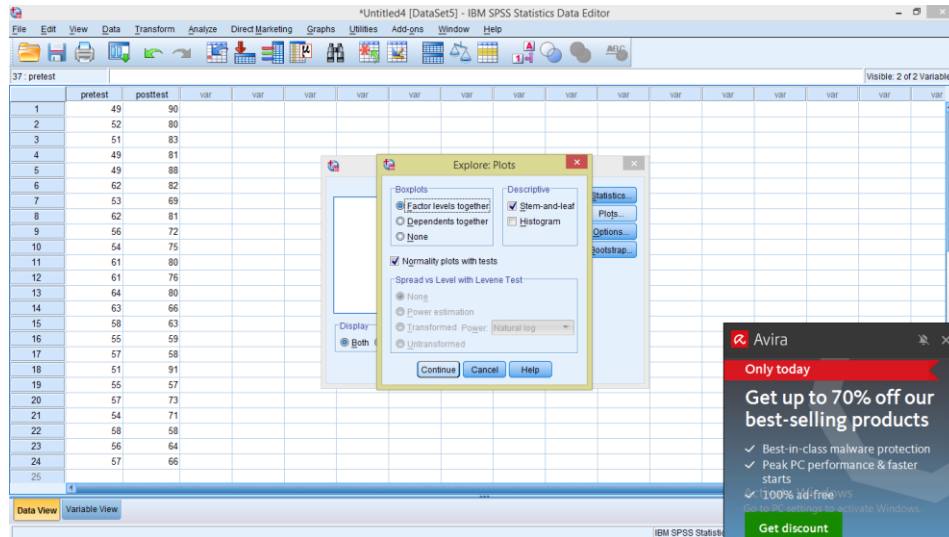 *Untitled4 [DataSet5] - IBM SPSS Statistics Data Editor
File Edit View Data Transform Analyze Direct Marketing Graphs Utilities Add-ons Window Help
37 : pretest
Visible: 2 of 2 Variable
pretest posttest var var var var var var var var var var var var var var var
1 49 90
2 52 80
3 51 83
4 49 81
5 49 88
6 62 82
7 53 69
8 62 81
9 56 72
10 54 75
11 61 80
12 61 76
13 64 80
14 63 66
15 58 63
16 55 59
17 57 58
18 51 91
19 55 57
20 57 73
21 54 71
22 58 58
23 56 64
24 57 66
25
Explore: Plots
Boxplots
Factor levels together
Dependents together
None
Descriptive
Stem-and-leaf
Histogram
Normality plots with tests
Spread vs Level with Levene Test
None
Power estimation
Transformed Power: Natural log
Untransformed
Continue Cancel Help
Statistics...
Plots...
Options...
Bootstrap...
Display
Both
Data View Variable View
IBM SPSS Statistic
Avira
Only today
Get up to 70% off our
best-selling products
Best-in-class malware protection
Peak PC performance & faster
starts
100% ad-free
Go to PC settings to activate Windows.
Get discount